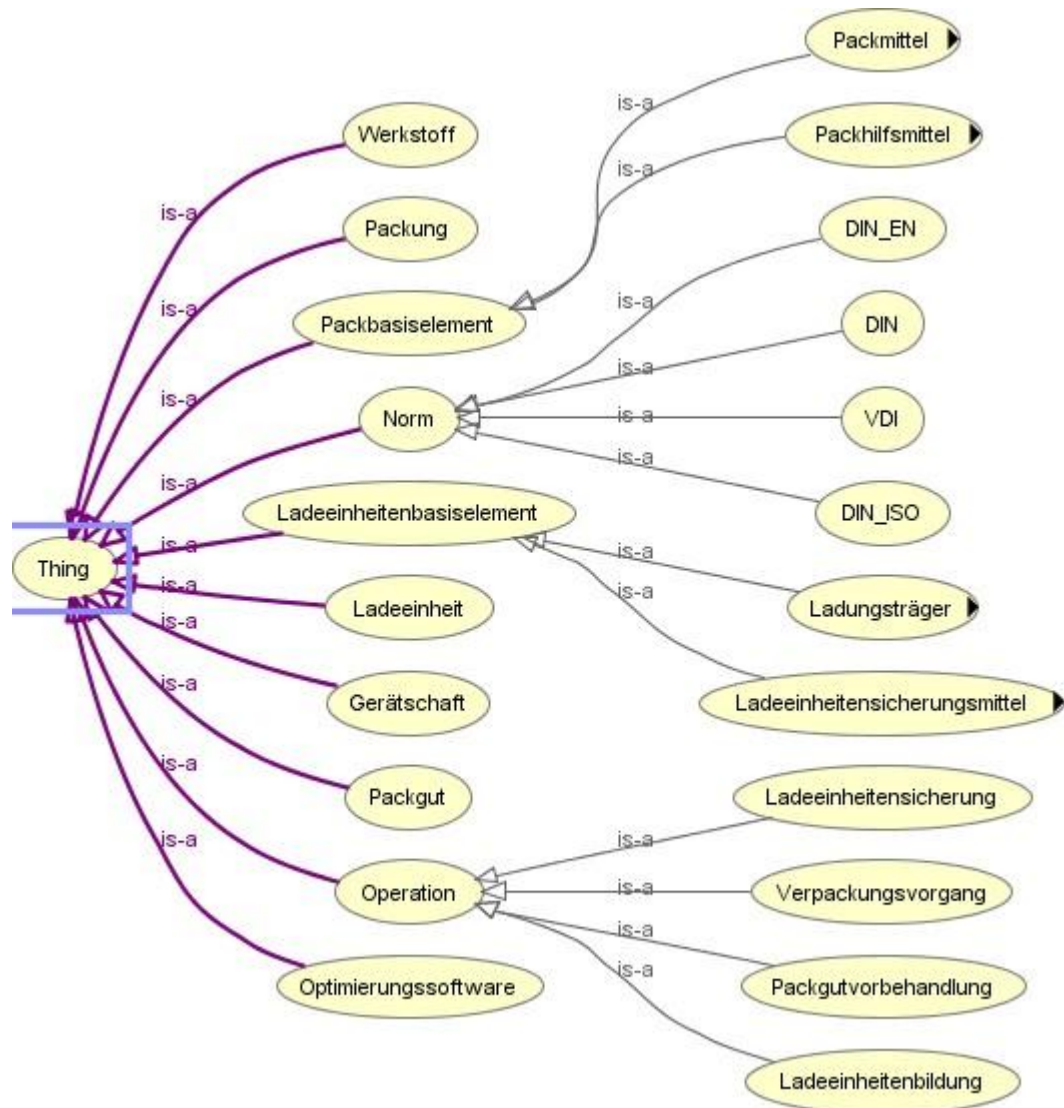 Packmittel
is-a
Werkstoff
Packhilfsmittel
is-a
is-a
Packung
DIN_EN
is-a
is-a
Packbasiselement
DIN
is-a
is-a
Norm
is-a
VDI
is-a
is-a
Ladeeinheitenbasiselement
DIN_ISO
is-a
is-a
Thing
is-a
is-a
Ladeeinheit
Ladungsträger
is-a
Gerätschaft
Ladeeinheitensicherungsmittel
is-a
is-a
Packgut
Ladeeinheitensicherung
is-a
is-a
Operation
is-a
Verpackungsvorgang
is-a
Optimierungssoftware
is-a
Packgutvorbehandlung
Ladeeinheitenbildung